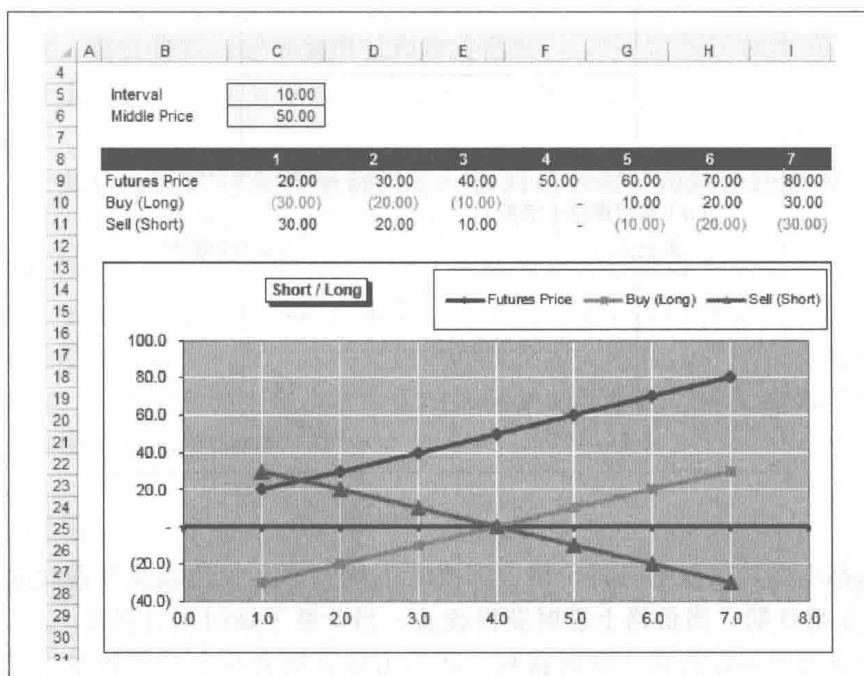 A B C D E F G H I
4
5 Interval 10.00
6 Middle Price 50.00
7
8 1 2 3 4 5 6 7
9 Futures Price 20.00 30.00 40.00 50.00 60.00 70.00 80.00
10 Buy (Long) (30.00) (20.00) (10.00) - 10.00 20.00 30.00
11 Sell (Short) 30.00 20.00 10.00 - (10.00) (20.00) (30.00)
12
13
14 Short / Long Futures Price Buy (Long) Sell (Short)
15
16
17 100.0
18 80.0
19
20 60.0
21
22 40.0
23 20.0
24
25 -
26
27 (20.0)
28
29 (40.0)
0.0 1.0 2.0 3.0 4.0 5.0 6.0 7.0 8.0
30